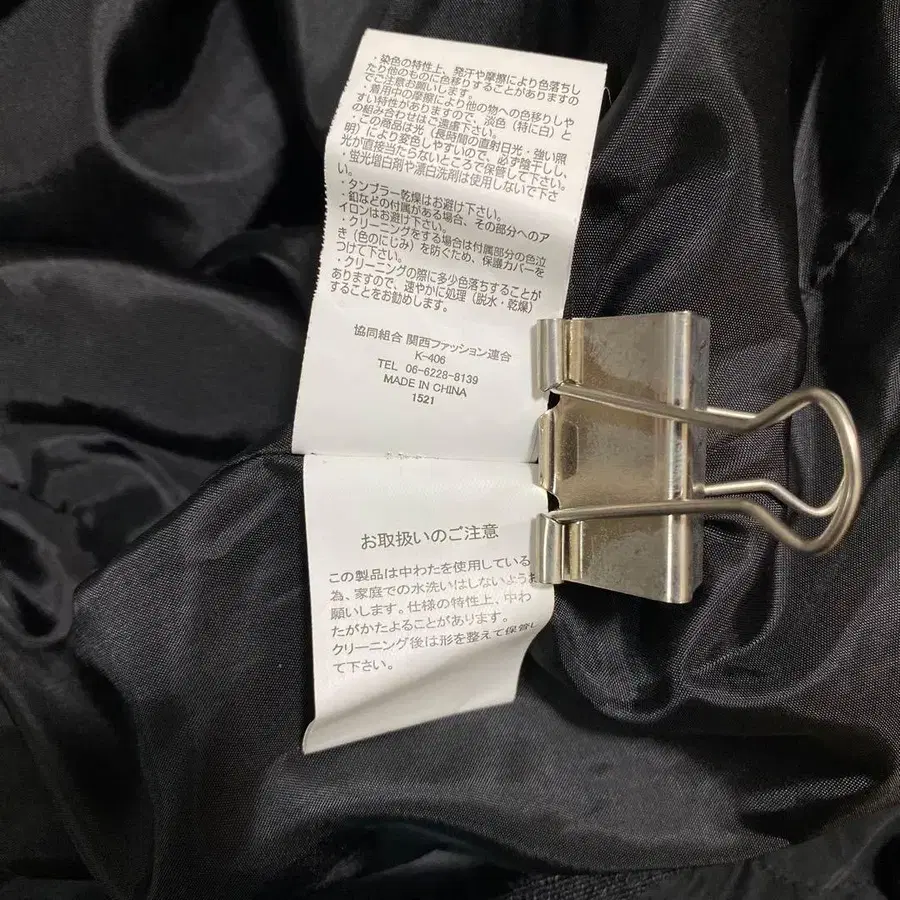 ・染色の特性上、発汗や摩擦により色落ちし
たり他のものに色移りすることがありますの
でご注意お願いします。
・着用中の摩擦により他の物への色移りしや
すい特性がありますので、淡色（特に白）と
の組み合わせはご遠慮下さい。
・この商品は光（長時間の直射日光・強い照
明）により変色しやすいので、必ず陰干しし、
光が直接当たらないところで保管して下さい。
・蛍光増白剤や漂白洗剤は使用しないで下さ
い。
・タンブラー乾燥はお避け下さい。
・釦などの付属がある場合、その部分へのア
イロンはお避け下さい。
・クリーニングをする場合は付属部分の色泣
き（色のにじみ）を防ぐため、保護カバーを
つけて下さい。
・クリーニングの際に多少色落ちすることが
ありますので、速やかに処理（脱水・乾燥）
することをお勧めします。
協同組合 関西ファッション連合
K-406
TEL 06-6228-8139
MADE IN CHINA
1521
お取扱いのご注意
この製品は中わたを使用している
為、家庭での水洗いはしないようお
願いします。仕様の特性上、中わ
たがかたよることがあります。
クリーニング後は形を整えて保管し
て下さい。